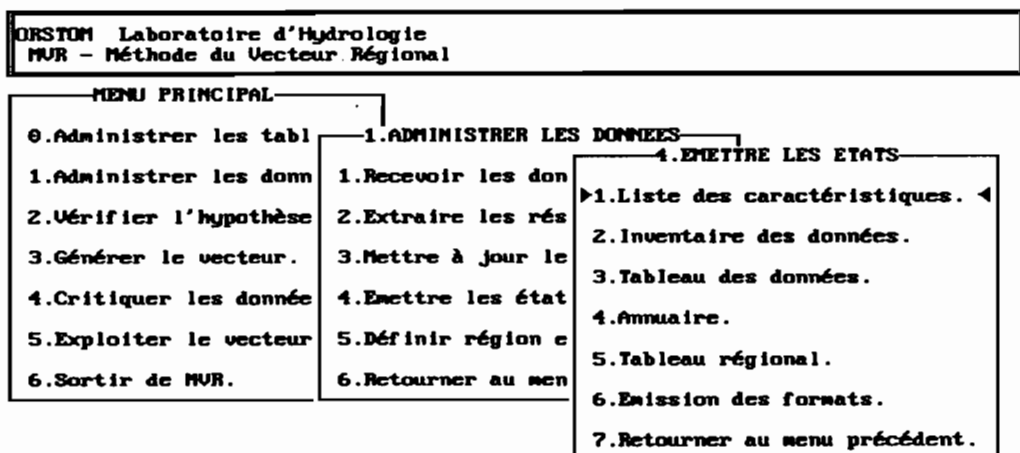 ORSTOM Laboratoire d'Hydrologie
MVR – Méthode du Vecteur Régional
MENU PRINCIPAL
0.Administrer les tabl
1.Administrer les donn
2.Vérifier l'hypothèse
3.Générer le vecteur.
4.Critiquer les donnée
5.Exploiter le vecteur
6.Sortir de MVR.
1.ADMINISTRER LES DONNEES
1.Recevoir les don
2.Extraire les rés
3.Mettre à jour le
4.Emettre les état
5.Définir région e
6.Retourner au men
4.EMETTRE LES ETATS
1.Liste des caractéristiques.
2.Inventaire des données.
3.Tableau des données.
4.Annuaire.
5.Tableau régional.
6.Emission des formats.
7.Retourner au menu précédent.